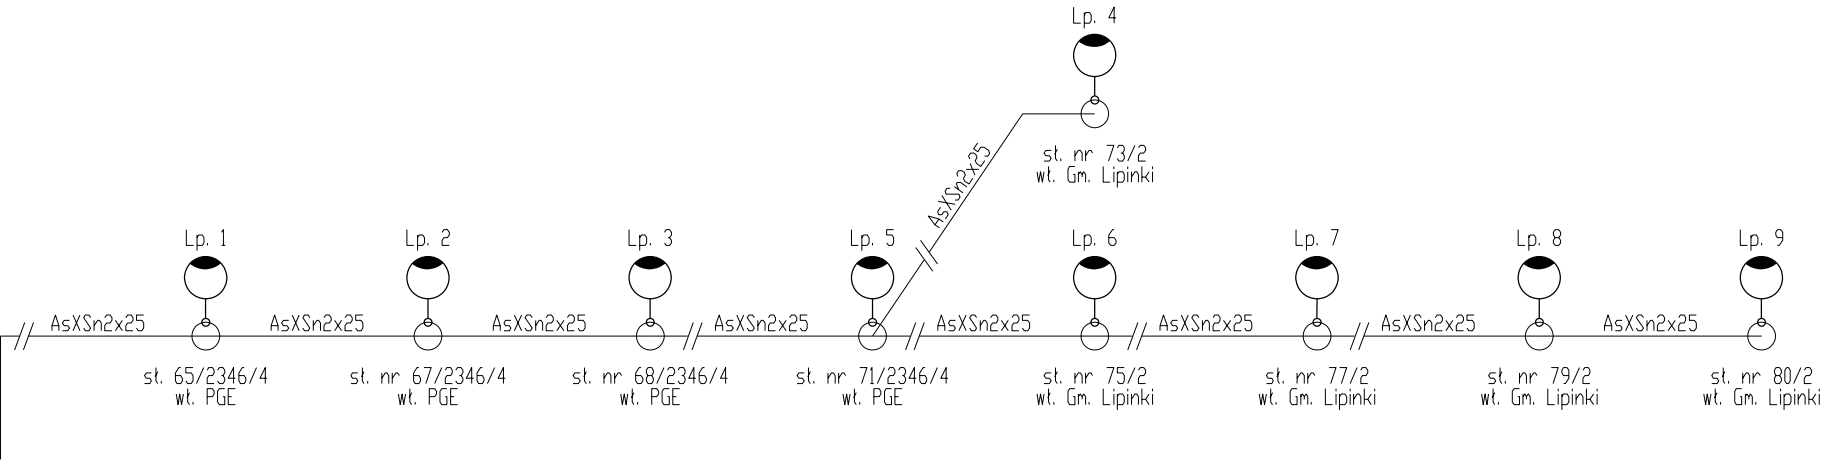 Lp. 4
st. nr 73/2
wł. Gm. Lipinki
AsXSn2x25
Lp. 1
Lp. 2
Lp. 3
Lp. 5
Lp. 6
Lp. 7
Lp. 8
Lp. 9
AsXSn2x25
AsXSn2x25
AsXSn2x25
AsXSn2x25
AsXSn2x25
AsXSn2x25
AsXSn2x25
AsXSn2x25
st. 65/2346/4
wł. PGE
st. nr 67/2346/4
wł. PGE
st. nr 68/2346/4
wł. PGE
st. nr 71/2346/4
wł. PGE
st. nr 75/2
wł. Gm. Lipinki
st. nr 77/2
wł. Gm. Lipinki
st. nr 79/2
wł. Gm. Lipinki
st. nr 80/2
wł. Gm. Lipinki